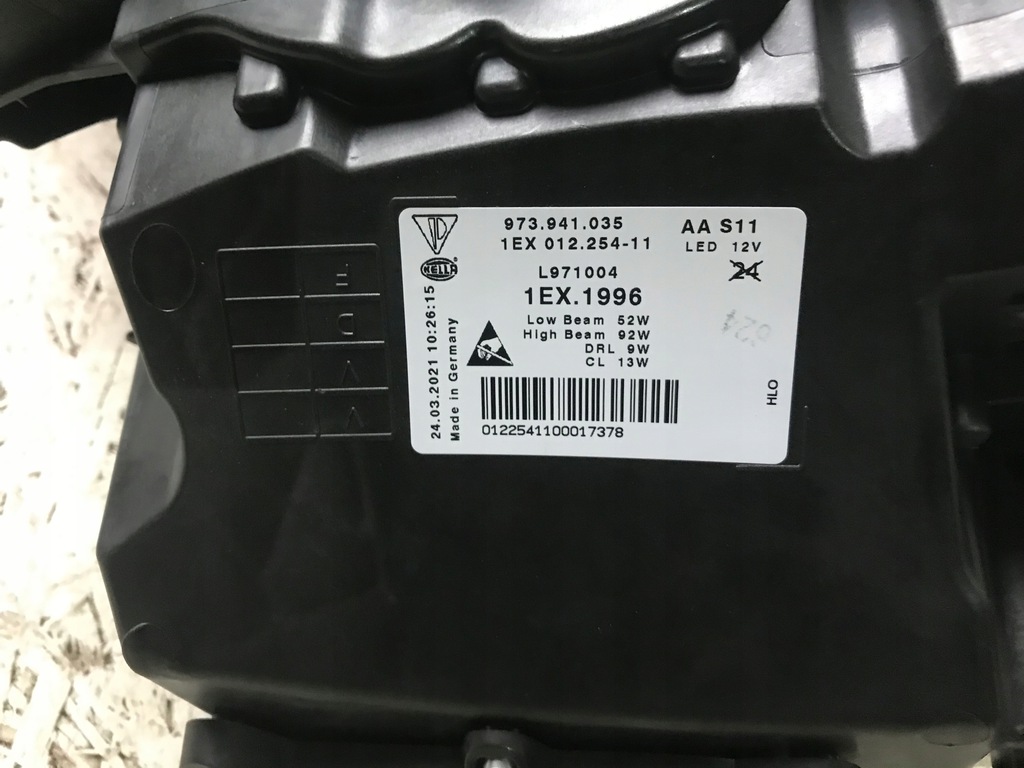 973.941.035
1EX 012.254-11
AA S11
LED 12V
HELLA
L971004
24
1EX.1996
Low Beam 52W
High Beam 92W
DRL 9W
CL 13W
24.03.2021 10:26:15
Made in Germany
HLO
0122541100017378